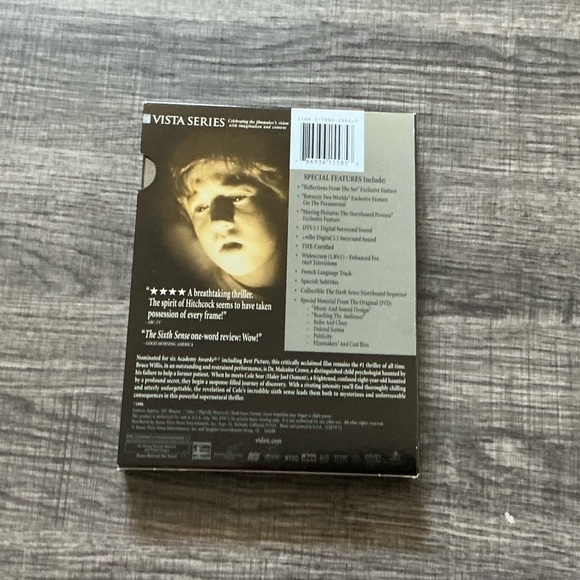 VISTA SERIES Celebrating the filmmaker's vision
with imagination and content
SPECIAL FEATURES Include:
• "Reflections From The Set" Exclusive Feature
• "Between Two Worlds" Exclusive Feature
On The Paranormal
• "Moving Pictures: The Storyboard Process"
Exclusive Feature
• DTS 5.1 Digital Surround Sound
• Dolby Digital 5.1 Surround Sound
• THX-Certified
• Widescreen (1.85:1) – Enhanced For
16x9 Televisions
• French Language Track
• Spanish Subtitles
• Collectible The Sixth Sense Storyboard Sequence
• Special Material From The Original DVD:
– "Music And Sound Design"
– "Reaching The Audience"
– Rules And Clues
– Deleted Scenes
– Publicity
– Filmmakers' And Cast Bios
"★★★★ A breathtaking thriller.
The spirit of Hitchcock seems to have taken
possession of every frame!"
"The Sixth Sense one-word review: Wow!"
–GOOD MORNING AMERICA
Nominated for six Academy Awards including Best Picture, this critically acclaimed film remains the #1 thriller of all time.
Bruce Willis, in an outstanding and restrained performance, is Dr. Malcolm Crowe, a distinguished child psychologist haunted by
his failure to help a former patient. When he meets Cole Sear (Haley Joel Osment), a frightened, confused eight-year-old haunted
by a profound secret, they begin a suspense-filled journey of discovery. With a riveting intensity you'll find thoroughly chilling
and utterly unforgettable, the revelation of Cole's incredible sixth sense leads them both to mysterious and unforeseeable
consequences in this powerful supernatural thriller.
video.com
NTSC dts